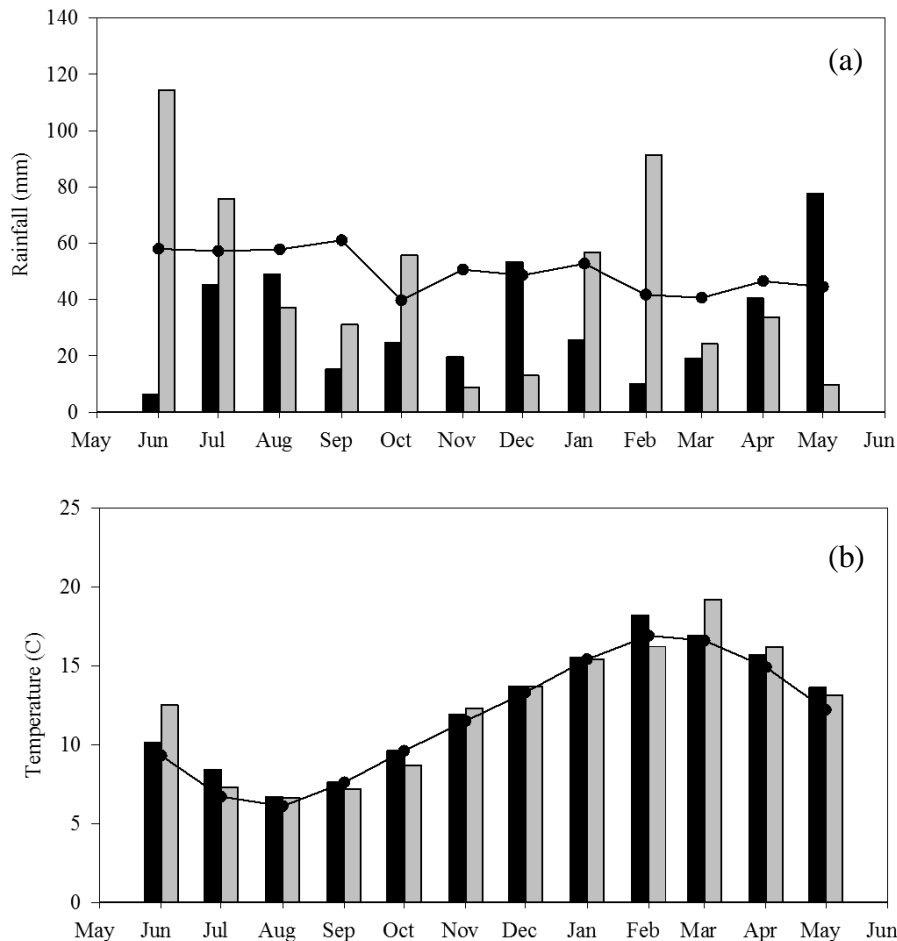 (a)
Rainfall (mm)
140
120
100
80
60
40
20
0
May Jun Jul Aug Sep Oct Nov Dec Jan Feb Mar Apr May Jun
(b)
Temperature (C)
25
20
15
10
5
0
May Jun Jul Aug Sep Oct Nov Dec Jan Feb Mar Apr May Jun